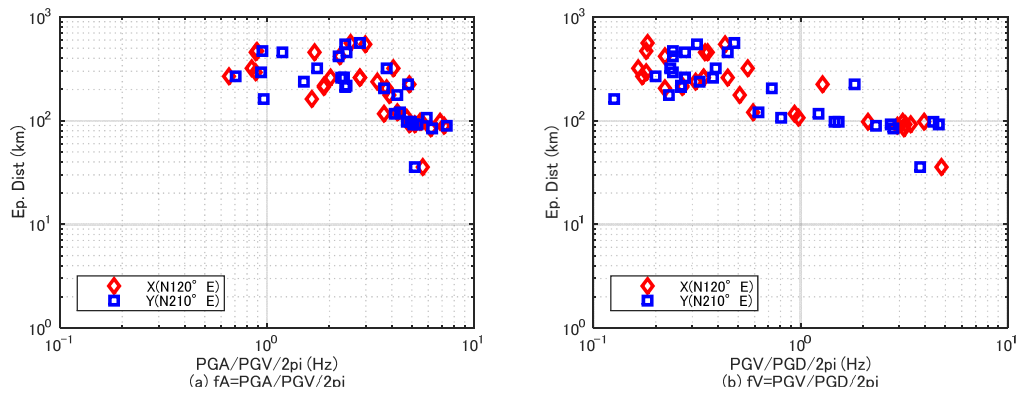 10^3
10^2
10^1
10^0
Ep. Dist (km)
X(N120° E)
Y(N210° E)
10^-1
10^0
10^1
PGA/PGV/2pi (Hz)
(a) fA=PGA/PGV/2pi
10^3
10^2
10^1
10^0
Ep. Dist (km)
X(N120° E)
Y(N210° E)
10^-1
10^0
10^1
PGV/PGD/2pi (Hz)
(b) fV=PGV/PGD/2pi